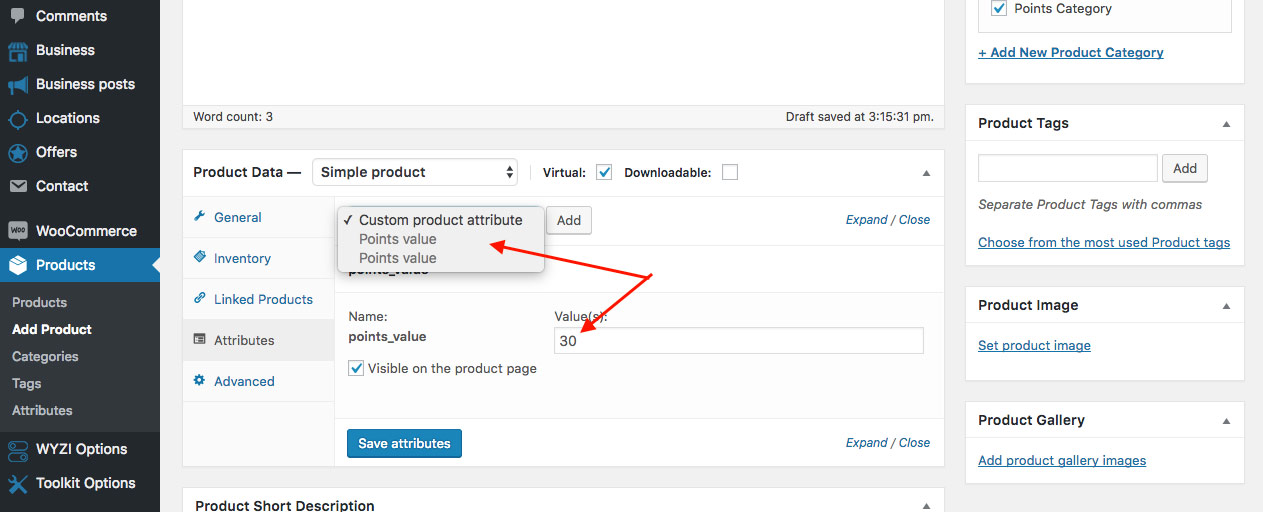 Comments
Business
Business posts
Locations
Offers
Contact
WOO
WooCommerce
Products
Products
Add Product
Categories
Tags
Attributes
WYZI Options
Toolkit Options
Word count: 3
Draft saved at 3:15:31 pm.
Product Data — Simple product Virtual: Downloadable:
General
Inventory
Linked Products
Attributes
Advanced
✓ Custom product attribute
Points value
Points value
Add
Expand / Close
points_value
Name:
points_value
Value(s):
30
Visible on the product page
Save attributes
Expand / Close
Product Short Description
Points Category
+ Add New Product Category
Product Tags
Add
Separate Product Tags with commas
Choose from the most used Product tags
Product Image
Set product image
Product Gallery
Add product gallery images